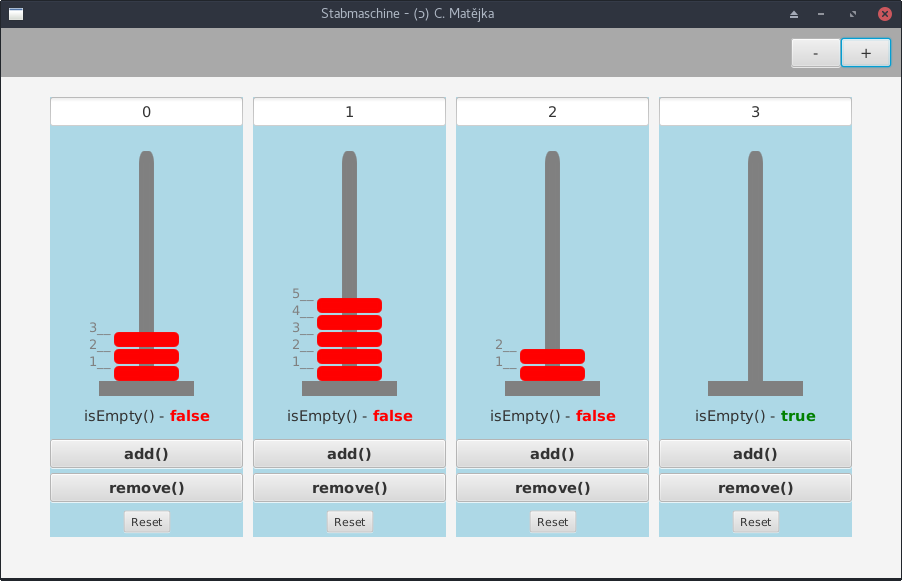 Stabmaschine - (ɔ) C. Matějka
- +
0 1 2 3
5__
4__
3__ 3__
2__ 2__ 2__
1__ 1__ 1__
isEmpty() - false isEmpty() - false isEmpty() - false isEmpty() - true
add() add() add() add()
remove() remove() remove() remove()
Reset Reset Reset Reset